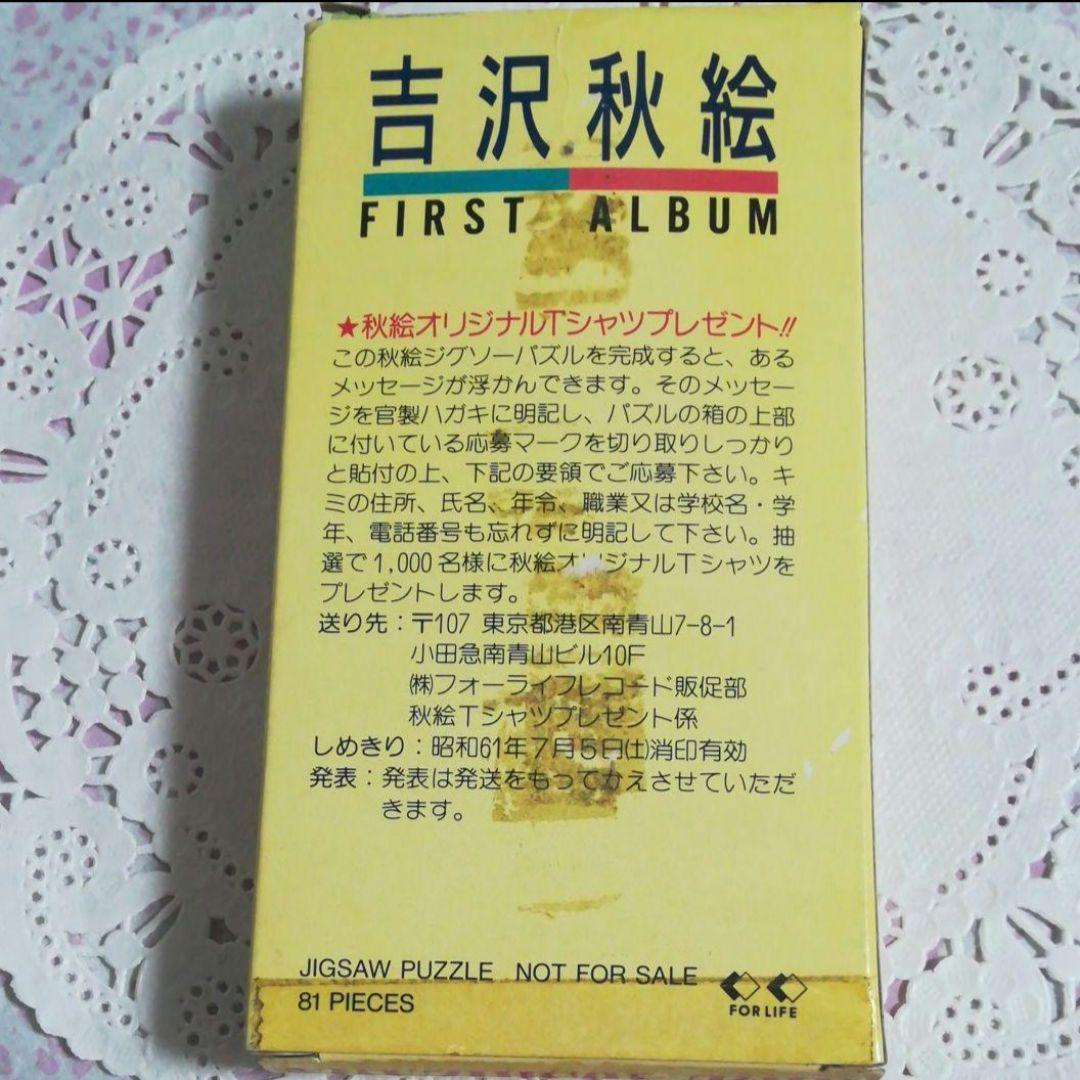 吉沢秋絵
FIRST ALBUM
★秋絵オリジナルTシャツプレゼント!!
この秋絵ジグソーパズルを完成すると、ある
メッセージが浮かんできます。そのメッセー
ジを官製ハガキに明記し、パズルの箱の上部
に付いている応募マークを切り取りしっかり
と貼付の上、下記の要領でご応募下さい。キ
ミの住所、氏名、年令、職業又は学校名・学
年、電話番号も忘れずに明記して下さい。抽
選で1,000名様に秋絵オリジナルTシャツを
プレゼントします。
送り先:〒107 東京都港区南青山7-8-1
小田急南青山ビル10F
㈱フォーライフレコード販促部
秋絵Tシャツプレゼント係
しめきり:昭和61年7月5日㈯消印有効
発表:発表は発送をもってかえさせていただ
きます。
JIGSAW PUZZLE NOT FOR SALE
81 PIECES
FOR LIFE